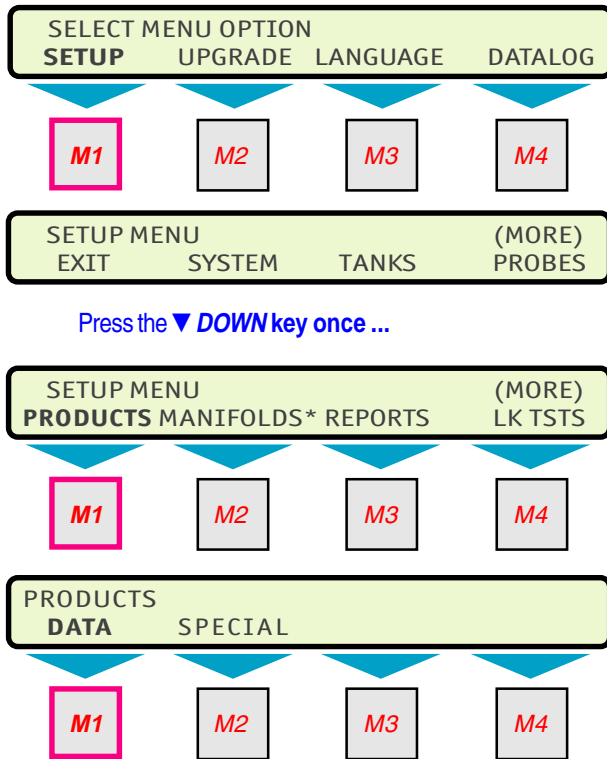 SELECT MENU OPTION
SETUP UPGRADE LANGUAGE DATALOG
M1 M2 M3 M4
SETUP MENU (MORE)
EXIT SYSTEM TANKS PROBES
Press the ▼ DOWN key once ...
SETUP MENU (MORE)
PRODUCTS MANIFOLDS* REPORTS LK TSTS
M1 M2 M3 M4
PRODUCTS
DATA SPECIAL
M1 M2 M3 M4